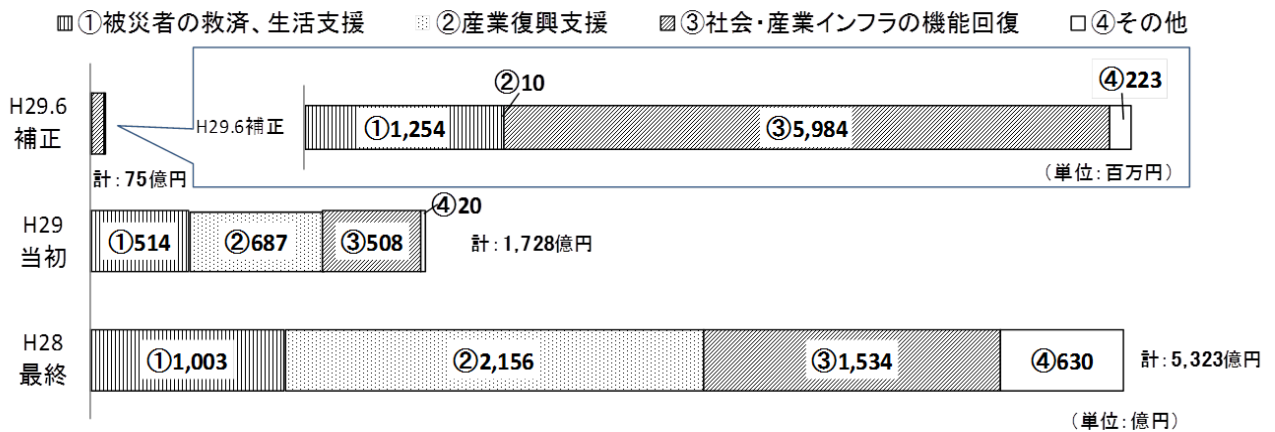 ①被災者の救済、生活支援 ②産業復興支援 ③社会・産業インフラの機能回復 ④その他
H29.6
補正
計：75億円
H29.6補正
①1,254
②10
③5,984
④223
（単位：百万円）
H29
当初
①514
②687
③508
④20
計：1,728億円
H28
最終
①1,003
②2,156
③1,534
④630
計：5,323億円
（単位：億円）